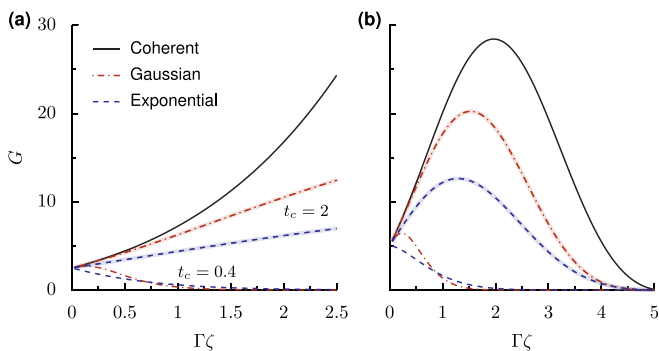 (a)
(b)
30
20
10
0
G
Coherent
Gaussian
Exponential
t_c = 2
t_c = 0.4
0 0.5 1 1.5 2 2.5
0 1 2 3 4 5
Γζ
Γζ